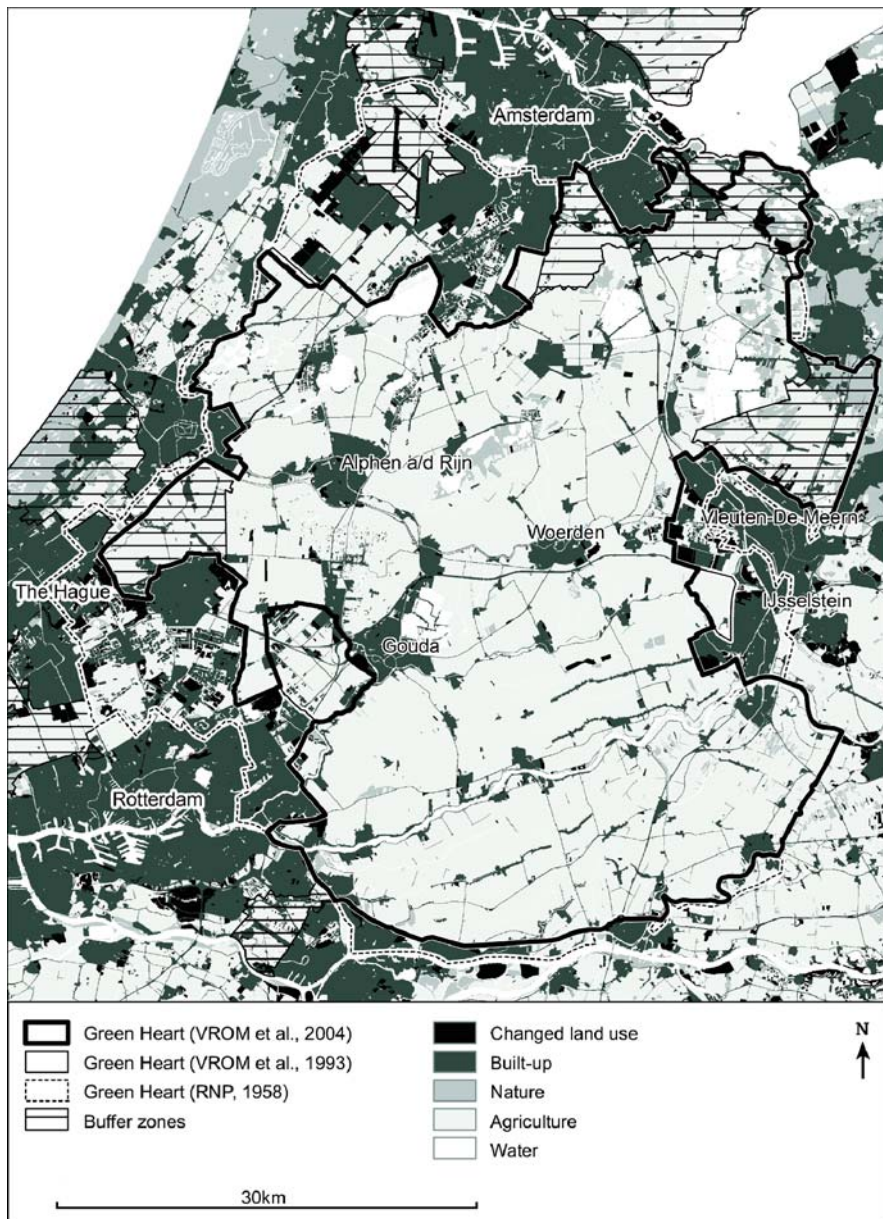 Amsterdam
Alphen a/d Rijn
Woerden
Vleuten-De Meern
The Hague
IJsselstein
Gouda
Rotterdam
Green Heart (VROM et al., 2004)
Green Heart (VROM et al., 1993)
Green Heart (RNP, 1958)
Buffer zones
Changed land use
Built-up
Nature
Agriculture
Water
N
30km